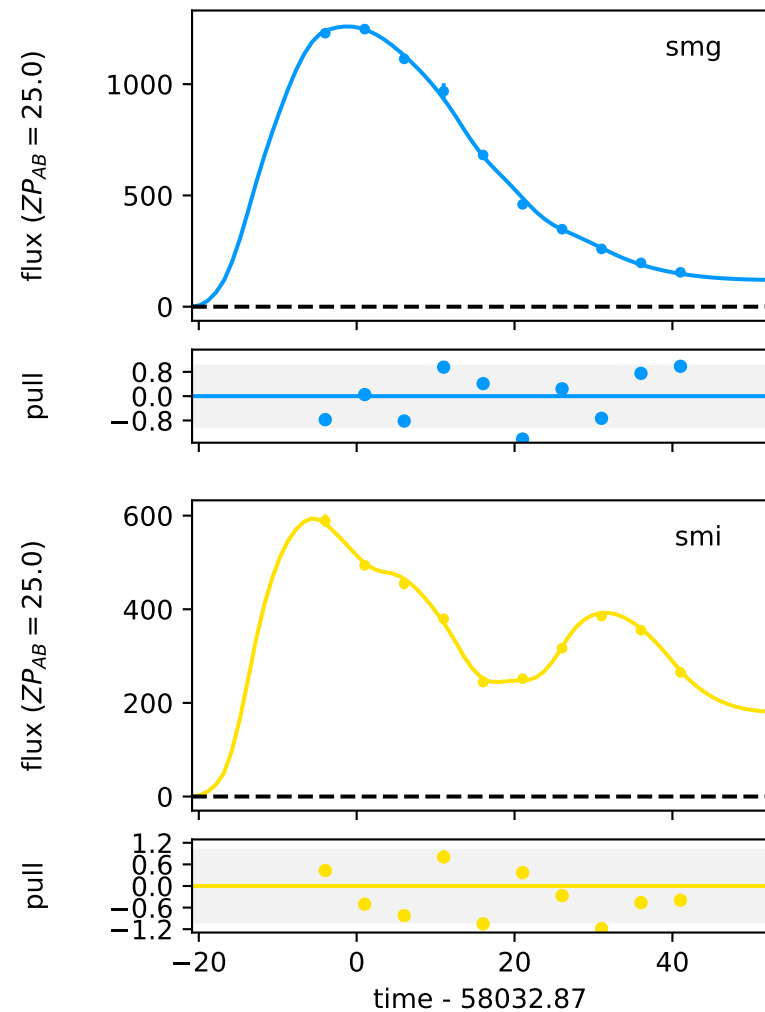 smg
flux (ZP_AB = 25.0)
1000
500
0
pull
0.8
0.0
−0.8
smi
flux (ZP_AB = 25.0)
600
400
200
0
pull
1.2
0.6
0.0
−0.6
−1.2
−20 0 20 40
time - 58032.87